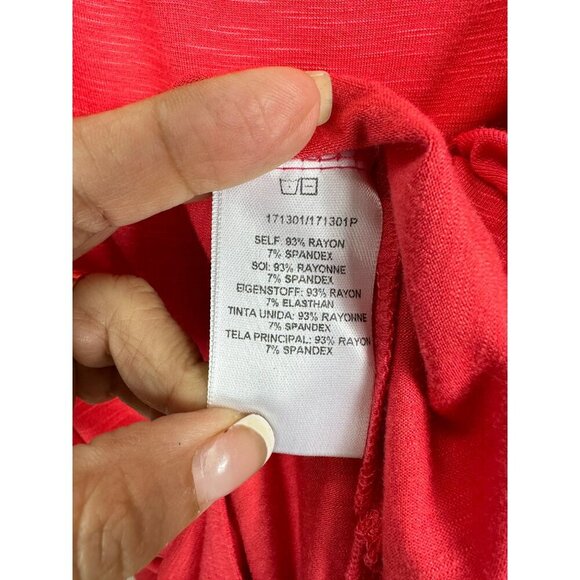 171301/171301P
SELF: 93% RAYON
7% SPANDEX
SOI: 93% RAYONNE
7% SPANDEX
EIGENSTOFF: 93% RAYON
7% ELASTHAN
TINTA UNIDA: 93% RAYONNE
7% SPANDEX
TELA PRINCIPAL: 93% RAYON
7% SPANDEX